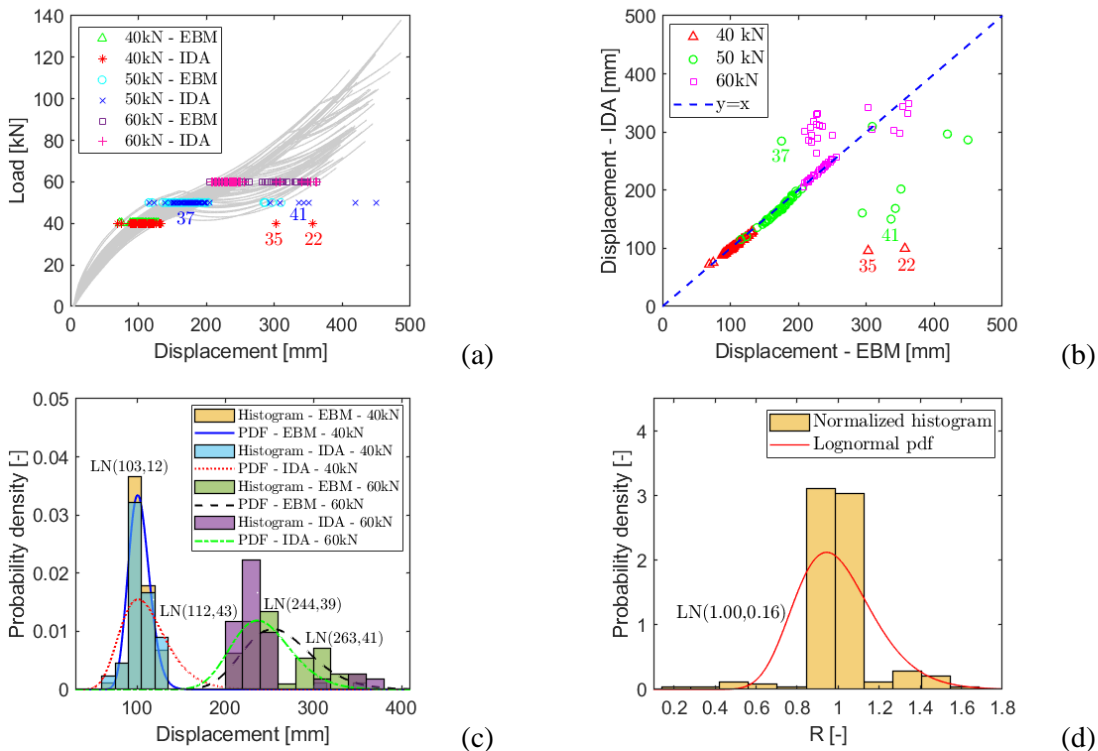 140
120
100
80
60
40
20
0
Load [kN]
40kN - EBM
40kN - IDA
50kN - EBM
50kN - IDA
60kN - EBM
60kN - IDA
37
41
35
22
0
100
200
300
400
500
Displacement [mm]
(a)
500
400
300
200
100
0
Displacement - IDA [mm]
40 kN
50 kN
60kN
y=x
37
41
35
22
0
100
200
300
400
500
Displacement - EBM [mm]
(b)
0.05
0.04
0.03
0.02
0.01
0
Probability density [-]
Histogram - EBM - 40kN
PDF - EBM - 40kN
Histogram - IDA - 40kN
PDF - IDA - 40kN
Histogram - EBM - 60kN
PDF - EBM - 60kN
Histogram - IDA - 60kN
PDF - IDA - 60kN
LN(103,12)
LN(112,43)
LN(244,39)
LN(263,41)
100
200
300
400
Displacement [mm]
(c)
4
3
2
1
0
Probability density [-]
Normalized histogram
Lognormal pdf
LN(1.00,0.16)
0.2
0.4
0.6
0.8
1
1.2
1.4
1.6
1.8
R [-]
(d)